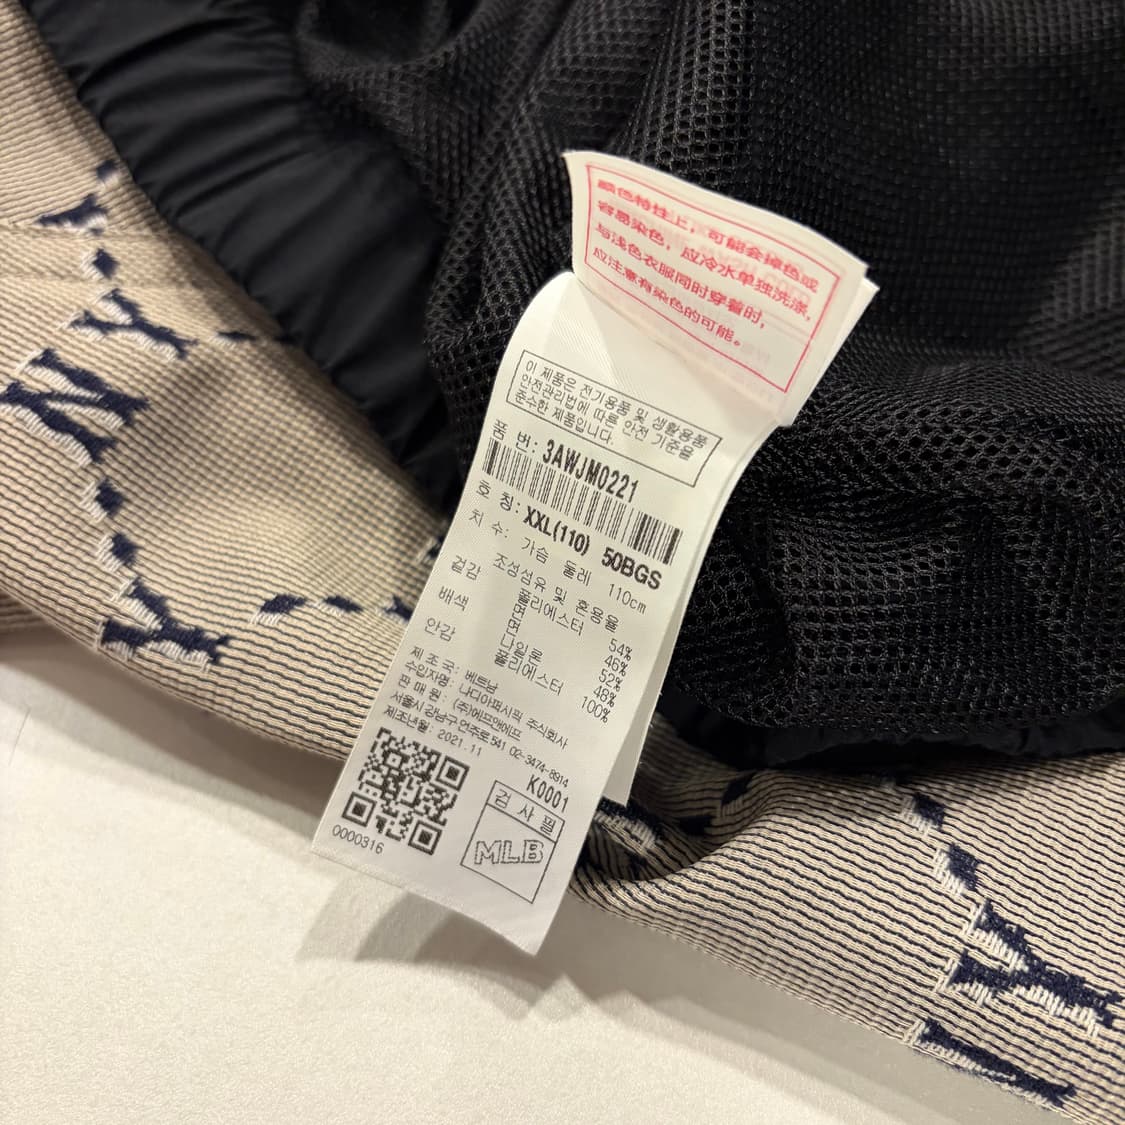 颜色特性上，可能会掉色或
容易染色，应冷水单独洗涤，
与浅色衣服同时穿着时，
应注意有染色的可能。
이 제품은 전기용품 및 생활용품
안전관리법에 따른 안전 기준을
준수한 제품입니다.
품 번: 3AWJM0221
호 칭: XXL(110) 50BGS
치 수: 가슴 둘레 110cm
조성섬유 및 혼용율
겉감 폴리에스터 54%
면 46%
배색 면 52%
나일론 48%
안감 폴리에스터 100%
제 조 국: 베트남
수입자명: 나디아퍼시픽 주식회사
판 매 원: (주)에프앤에프
서울시 강남구 언주로 541 02-3474-8914
제조년월: 2021.11
K0001
검 사 필
MLB
0000316
NY